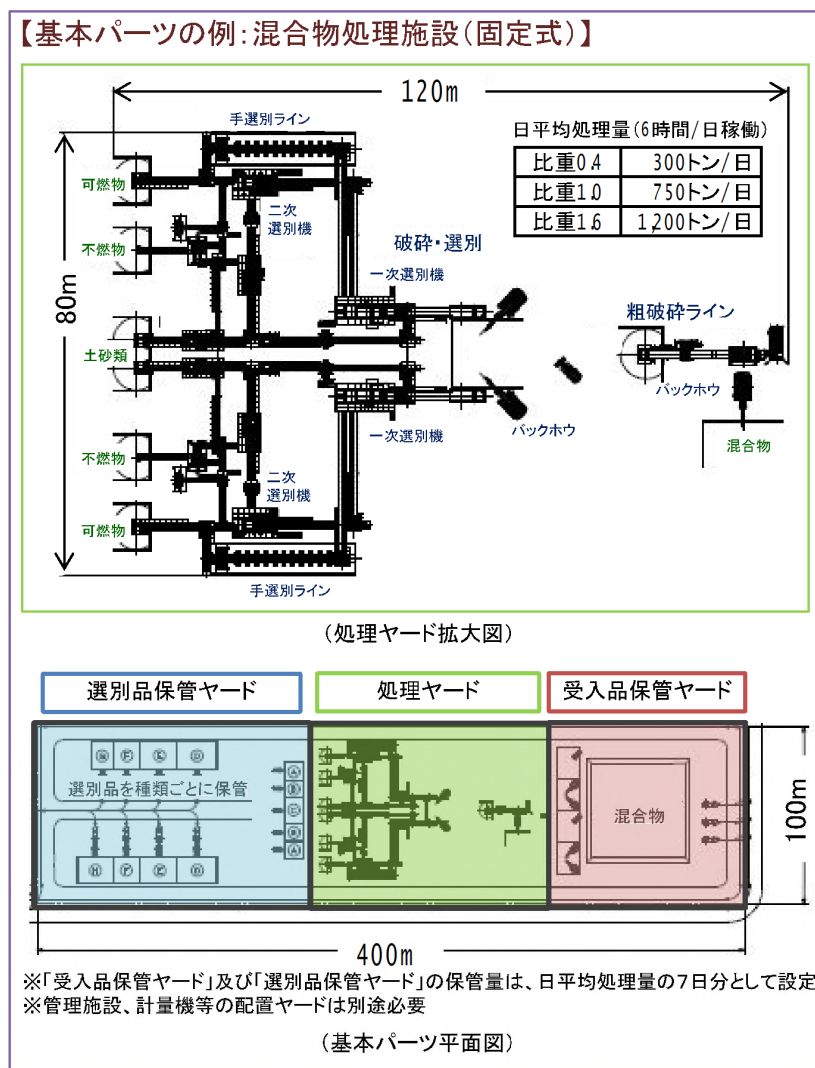 【基本パーツの例:混合物処理施設(固定式)】
120m
手選別ライン
日平均処理量(6時間/日稼働)
比重0.4 300トン/日
比重1.0 750トン/日
比重1.6 1,200トン/日
可燃物
二次
選別機
不燃物
破砕・選別
一次選別機
粗破砕ライン
80m
土砂類
バックホウ
一次選別機
バックホウ
混合物
不燃物
二次
選別機
可燃物
手選別ライン
(処理ヤード拡大図)
選別品保管ヤード 処理ヤード 受入品保管ヤード
選別品を種類ごとに保管
混合物
100m
400m
※「受入品保管ヤード」及び「選別品保管ヤード」の保管量は、日平均処理量の7日分として設定
※管理施設、計量機等の配置ヤードは別途必要
(基本パーツ平面図)